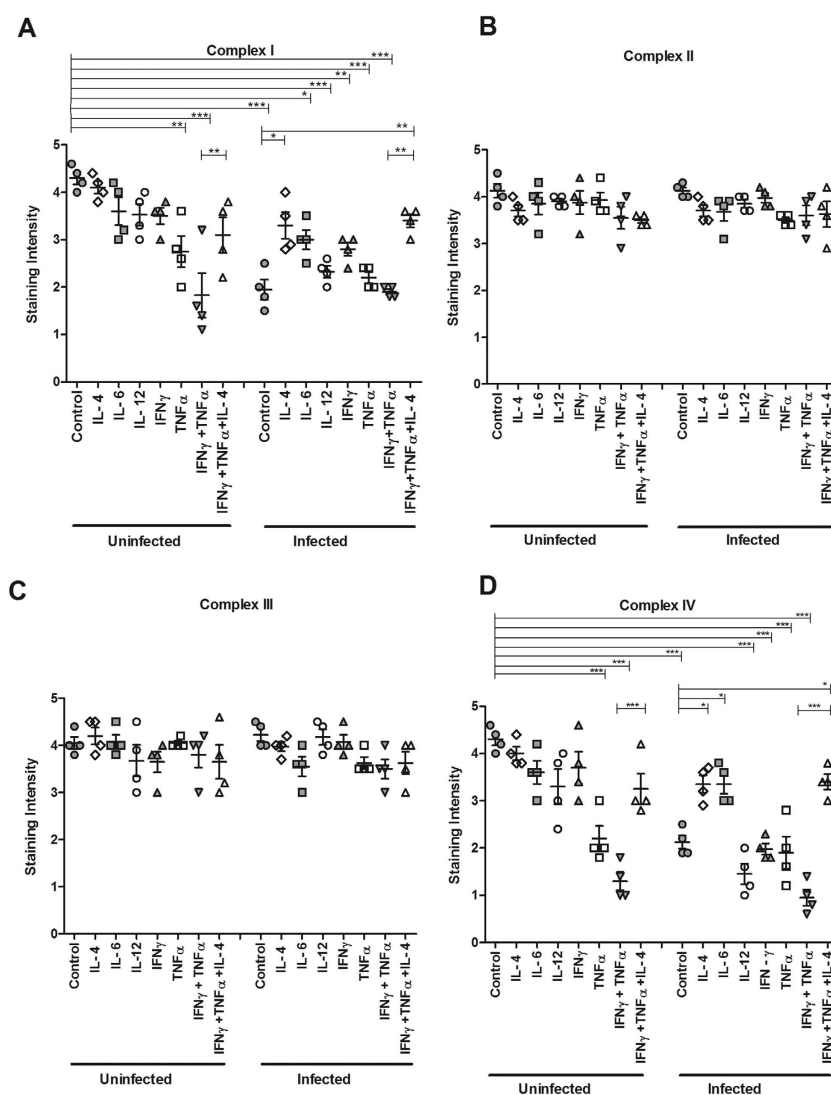 A
Complex I
***
***
**
***
*
***
***
**
**
**
*
**
Staining Intensity
5
4
3
2
1
0
Control
IL- 4
IL- 6
IL- 12
IFNγ
TNFα
IFNγ +TNFα
IFNγ +TNFα +IL- 4
Control
IL- 4
IL- 6
IL- 12
IFNγ
TNFα
IFNγ+TNFα
IFNγ+TNFα+IL- 4
Uninfected
Infected
B
Complex II
Staining Intensity
5
4
3
2
1
0
Control
IL- 4
IL- 6
IL- 12
IFNγ
TNFα
IFNγ + TNFα
IFNγ +TNFα +IL- 4
Control
IL- 4
IL- 6
IL- 12
IFNγ
TNFα
IFNγ + TNFα
IFNγ +TNFα +IL- 4
Uninfected
Infected
C
Complex III
Staining Intensity
5
4
3
2
1
0
Control
IL- 4
IL- 6
IL-12
IFNγ
TNFα
IFNγ + TNFα
IFNγ +TNFα +IL- 4
Control
IL- 4
IL- 6
IL-12
IFNγ
TNFα
IFNγ + TNFα
IFNγ +TNFα +IL- 4
Uninfected
Infected
D
Complex IV
***
***
***
***
***
***
***
***
*
*
*
***
Staining Intensity
5
4
3
2
1
0
Control
IL- 4
IL- 6
IL-12
IFNγ
TNFα
IFNγ + TNFα
IFNγ +TNFα +IL- 4
Control
IL- 4
IL- 6
IL-12
IFN - γ
TNFα
IFNγ + TNFα
IFNγ +TNFα +IL- 4
Uninfected
Infected